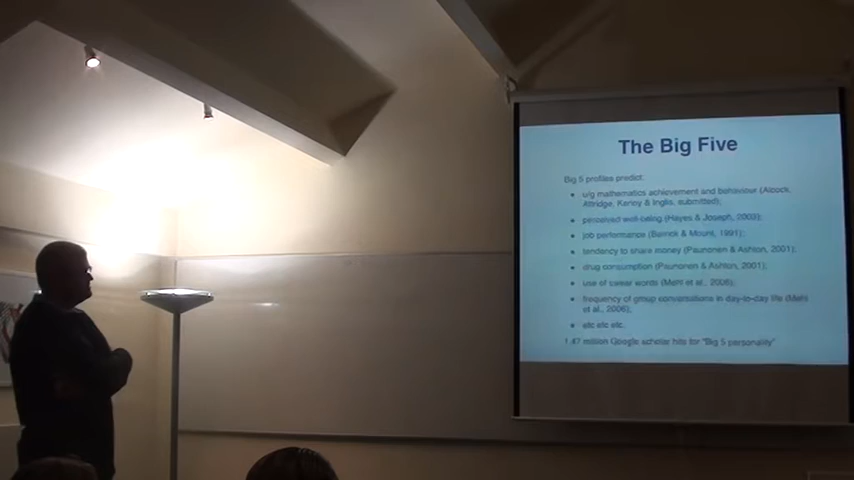 The Big Five
Big 5 profiles predict:
• u/g mathematics achievement and behaviour (Alcock,
Attridge, Kenny & Inglis, submitted);
• perceived well-being (Hayes & Joseph, 2003);
• job performance (Barrick & Mount, 1991);
• tendency to share money (Paunonen & Ashton, 2001);
• drug consumption (Paunonen & Ashton, 2001);
• use of swear words (Mehl et al., 2006);
• frequency of group conversations in day-to-day life (Mehl
et al., 2006);
• etc etc etc.
1.47 million Google scholar hits for "Big 5 personality"